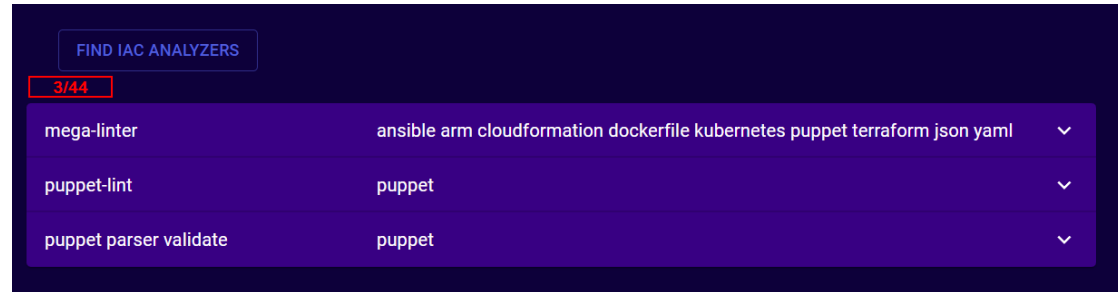 FIND IAC ANALYZERS
3/44
mega-linter ansible arm cloudformation dockerfile kubernetes puppet terraform json yaml
puppet-lint puppet
puppet parser validate puppet